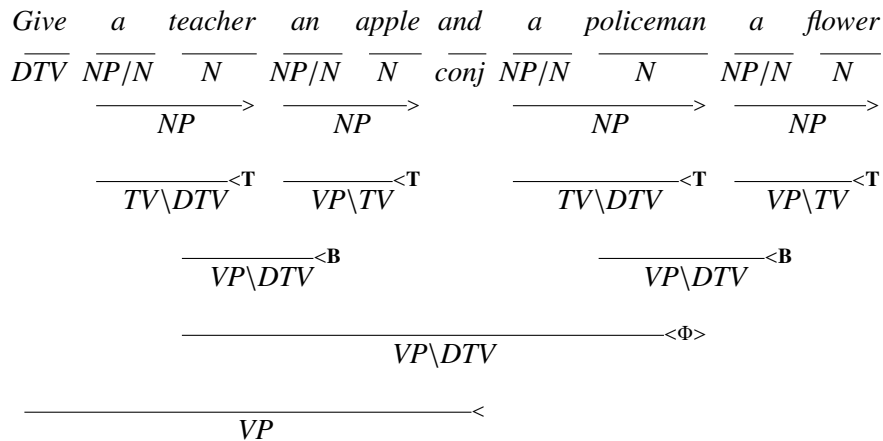 Give a teacher an apple and a policeman a flower
DTV NP/N N NP/N N conj NP/N N NP/N N
> > > >
NP NP NP NP
<T <T <T <T
TV\DTV VP\TV TV\DTV VP\TV
<B <B
VP\DTV VP\DTV
<Φ>
VP\DTV
<
VP